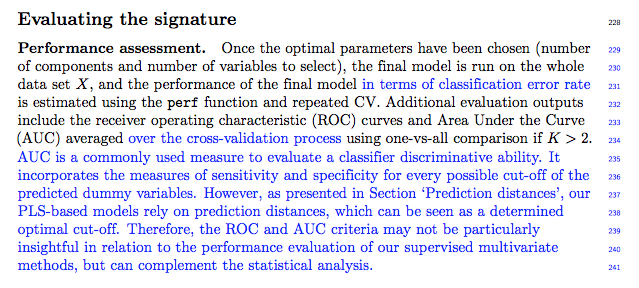 Evaluating the signature 228
Performance assessment. Once the optimal parameters have been chosen (number 229
of components and number of variables to select), the final model is run on the whole 230
data set X, and the performance of the final model in terms of classification error rate 231
is estimated using the perf function and repeated CV. Additional evaluation outputs 232
include the receiver operating characteristic (ROC) curves and Area Under the Curve 233
(AUC) averaged over the cross-validation process using one-vs-all comparison if K > 2. 234
AUC is a commonly used measure to evaluate a classifier discriminative ability. It 235
incorporates the measures of sensitivity and specificity for every possible cut-off of the 236
predicted dummy variables. However, as presented in Section ‘Prediction distances’, our 237
PLS-based models rely on prediction distances, which can be seen as a determined 238
optimal cut-off. Therefore, the ROC and AUC criteria may not be particularly 239
insightful in relation to the performance evaluation of our supervised multivariate 240
methods, but can complement the statistical analysis. 241